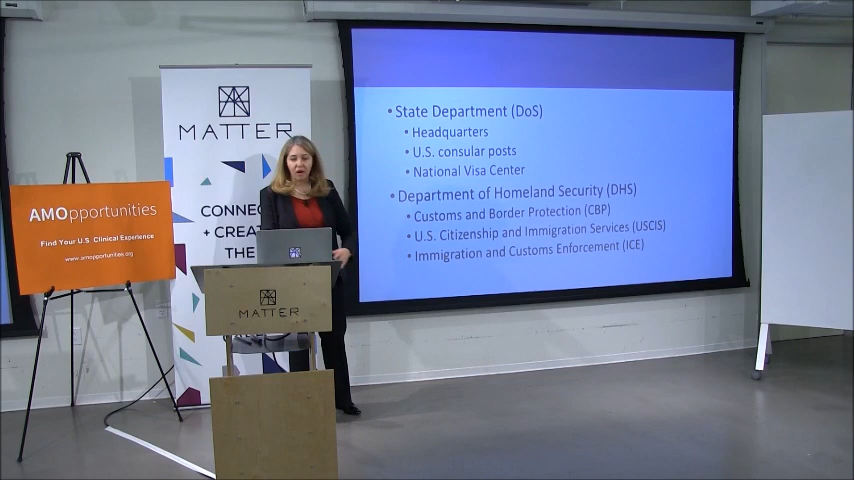 AMOpportunities
Find Your U.S Clinical Experience
www.amopportunities.org
MATTER
CONNEC
+ CREAT
THE
MATTER
• State Department (DoS)
• Headquarters
• U.S. consular posts
• National Visa Center
• Department of Homeland Security (DHS)
• Customs and Border Protection (CBP)
• U.S. Citizenship and Immigration Services (USCIS)
• Immigration and Customs Enforcement (ICE)